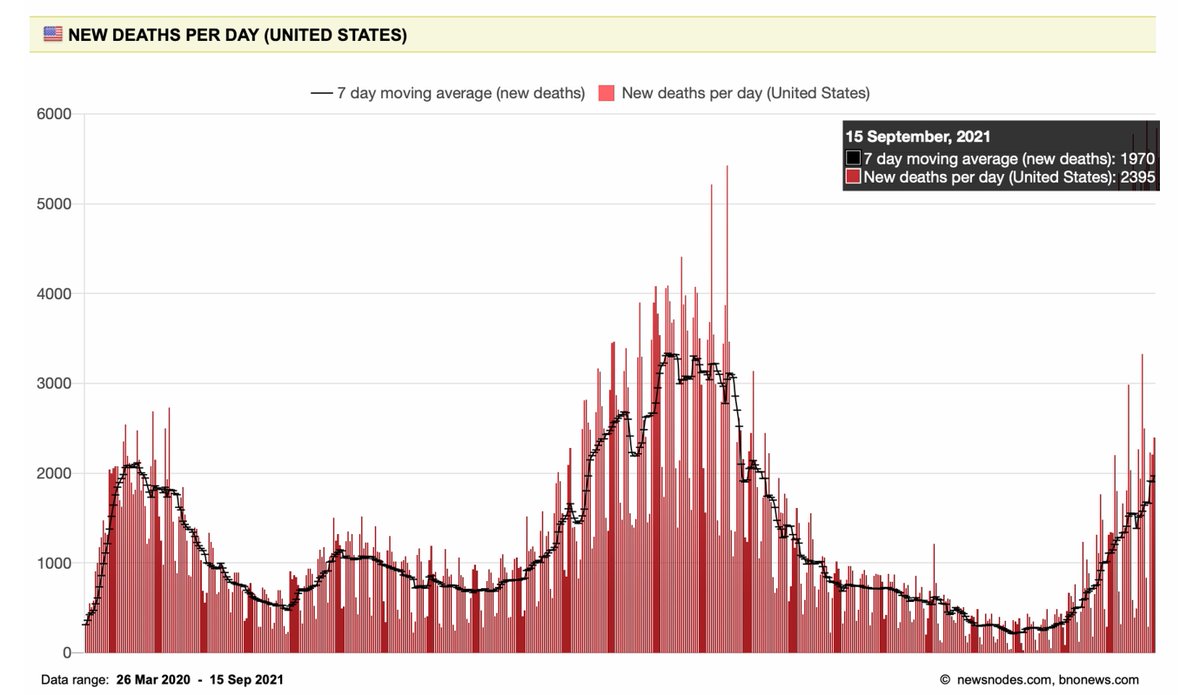 NEW DEATHS PER DAY (UNITED STATES)
7 day moving average (new deaths) New deaths per day (United States)
6000
15 September, 2021
7 day moving average (new deaths): 1970
New deaths per day (United States): 2395
5000
4000
3000
2000
1000
0
Data range: 26 Mar 2020 - 15 Sep 2021 © newsnodes.com, bnonews.com